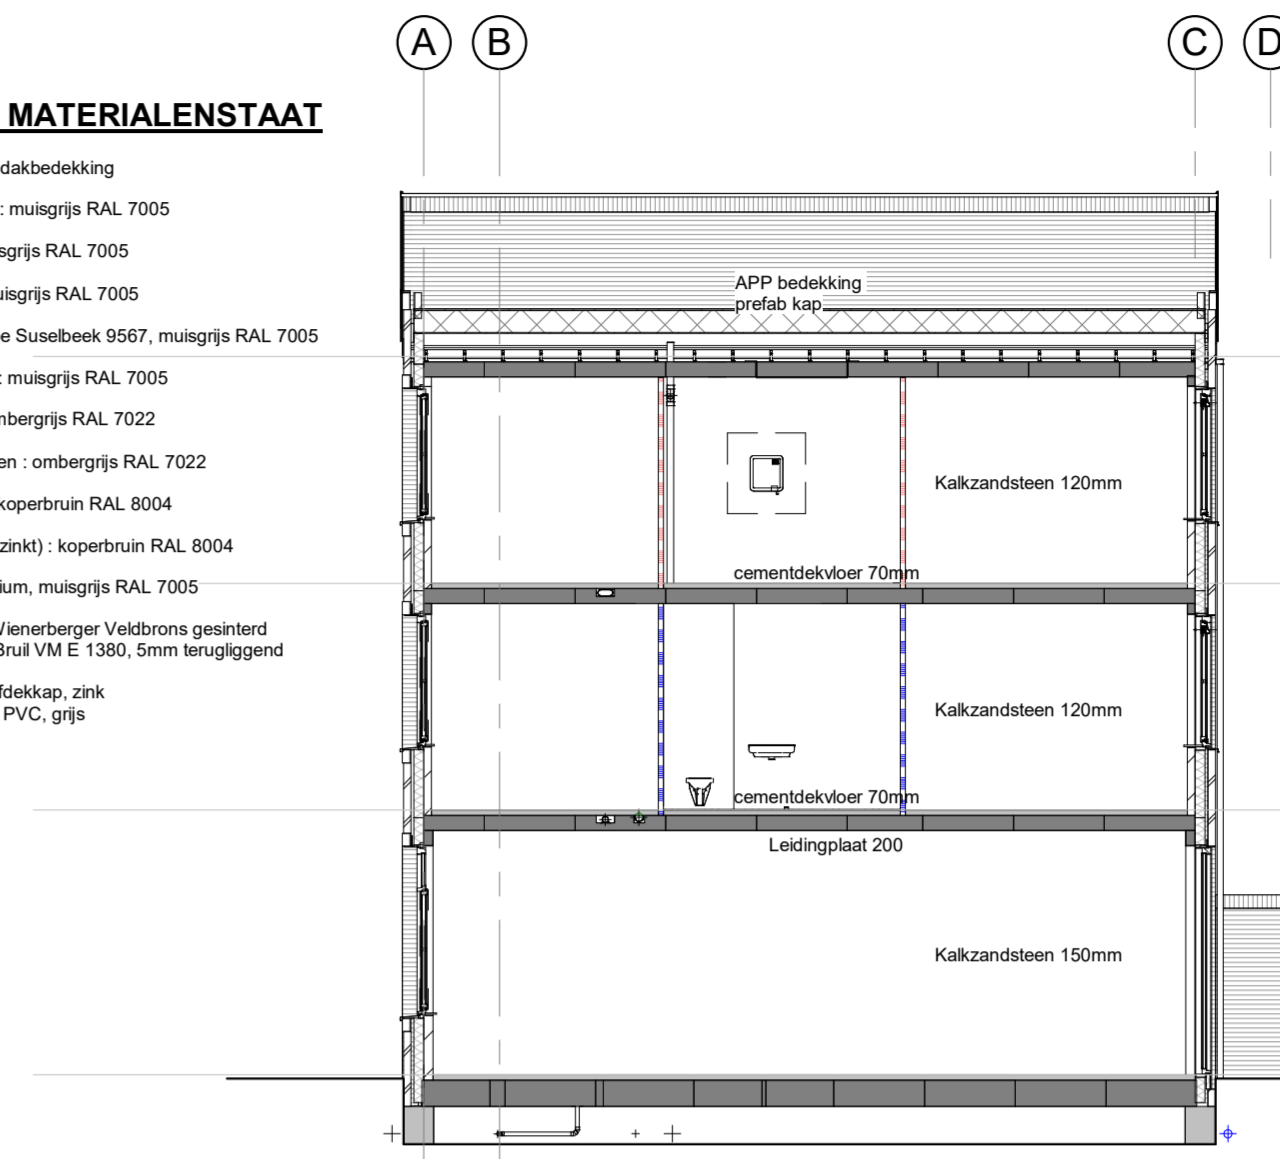 A B C D
MATERIALENSTAAT
dakbedekking
: muisgrijs RAL 7005
sgrijs RAL 7005
uisgrijs RAL 7005
e Suselbeek 9567, muisgrijs RAL 7005
: muisgrijs RAL 7005
mbergrijs RAL 7022
en : ombergrijs RAL 7022
koperbruin RAL 8004
zinkt) : koperbruin RAL 8004
ium, muisgrijs RAL 7005
Wienerberger Veldbrons gesinterd
Bruil VM E 1380, 5mm terugliggend
fdekkap, zink
PVC, grijs
APP bedekking
prefab kap
Kalkzandsteen 120mm
cementdekvloer 70mm
Kalkzandsteen 120mm
cementdekvloer 70mm
Leidingplaat 200
Kalkzandsteen 150mm